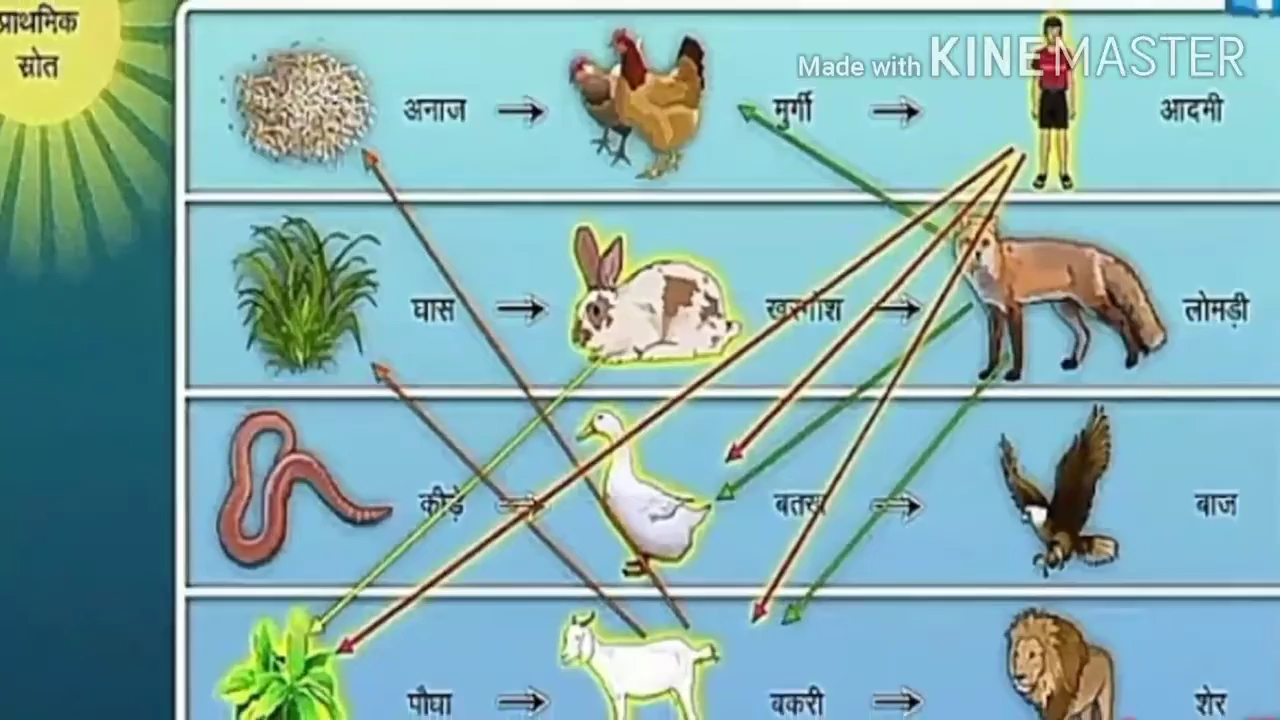 प्राथमिक
स्रोत
Made with KINEMASTER
अनाज → मुर्गी → आदमी
घास → खरगोश → लोमड़ी
कीड़े → बतख → बाज
पौघा → बकरी → शेर